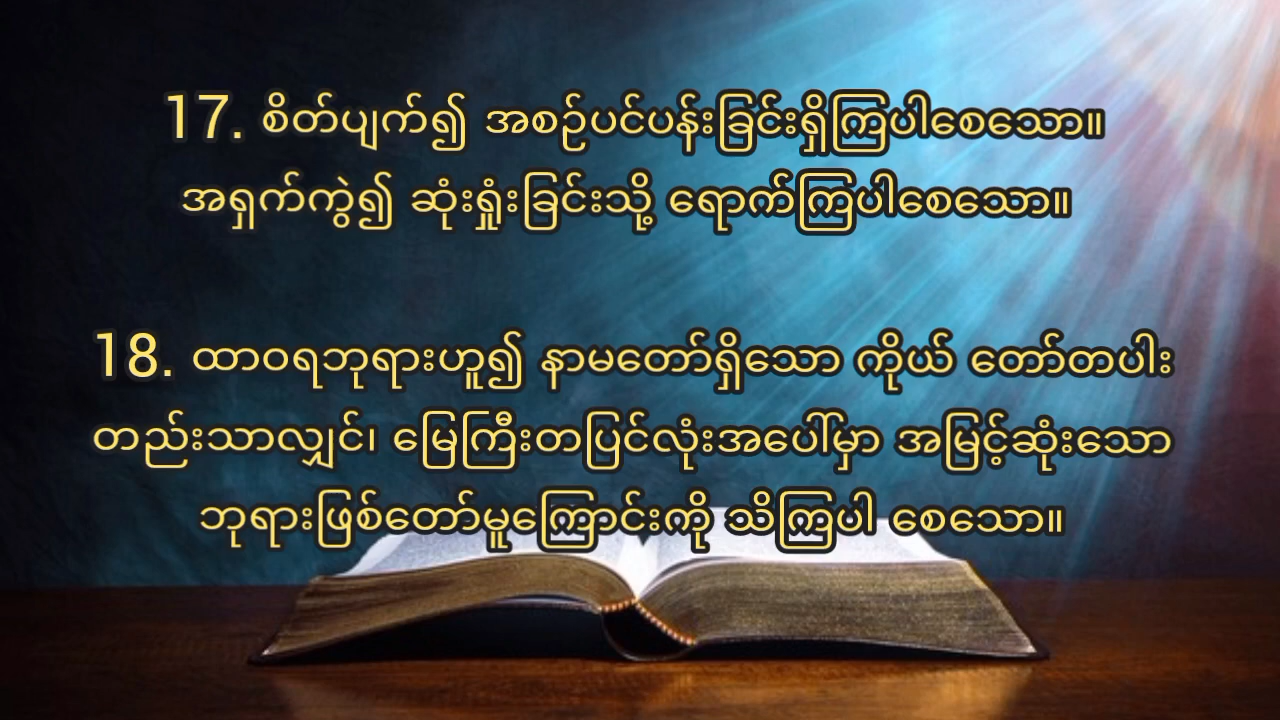 17. စိတ်ပျက်၍ အစဉ်ပင်ပန်းခြင်းရှိကြပါစေသော။
အရှက်ကွဲ၍ ဆုံးရှုံးခြင်းသို့ ရောက်ကြပါစေသော။
18. ထာဝရဘုရားဟူ၍ နာမတော်ရှိသော ကိုယ် တော်တပါး
တည်းသာလျှင်၊ မြေကြီးတပြင်လုံးအပေါ်မှာ အမြင့်ဆုံးသော
ဘုရားဖြစ်တော်မူကြောင်းကို သိကြပါ စေသော။